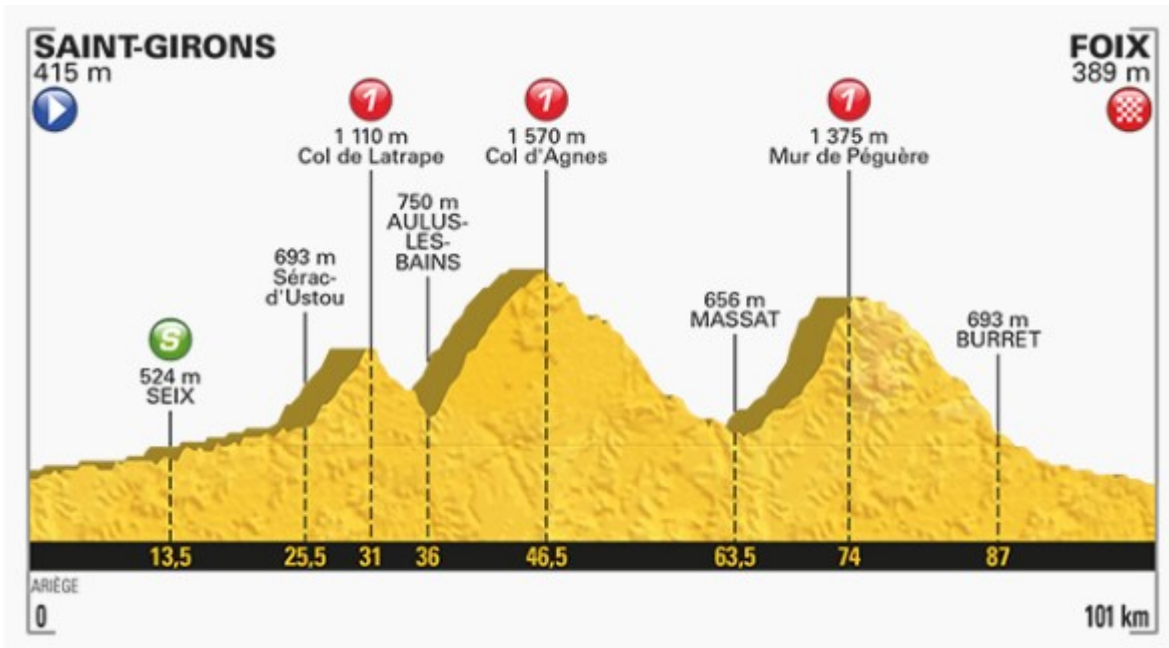 SAINT-GIRONS
415 m
FOIX
389 m
1
1 110 m
Col de Latrape
1
1 570 m
Col d'Agnes
1
1 375 m
Mur de Péguère
750 m
AULUS-
LES-
BAINS
693 m
Sérac-
d'Ustou
656 m
MASSAT
693 m
BURRET
S
524 m
SEIX
13,5 25,5 31 36 46,5 63,5 74 87
ARIÈGE
0 101 km